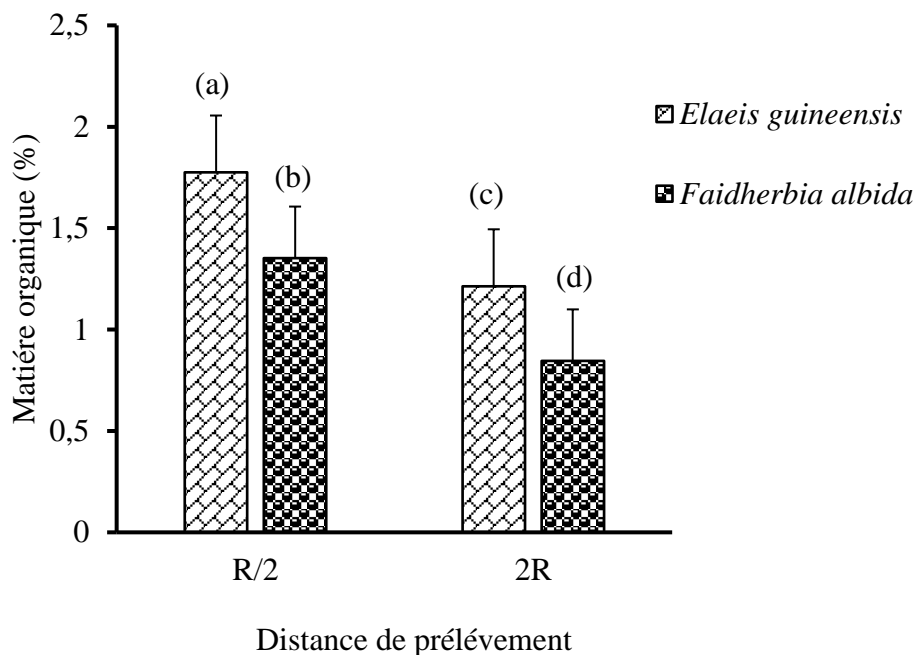 2,5
2
1,5
1
0,5
0
Matiére organique (%)
(a)
(b)
(c)
(d)
R/2
2R
Distance de prélévement
Elaeis guineensis
Faidherbia albida